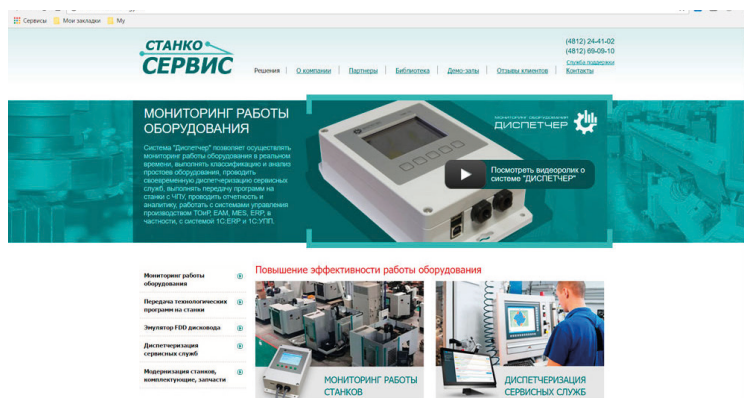 Сервисы Мои закладки My
СТАНКО
СЕРВИС
(4812) 24-41-02
(4812) 69-09-10
Служба поддержки
Решения | О компании | Партнеры | Библиотека | Демо-залы | Отзывы клиентов | Контакты
МОНИТОРИНГ РАБОТЫ
ОБОРУДОВАНИЯ
Система "Диспетчер" позволяет осуществлять
мониторинг работы оборудования в реальном
времени, выполнять классификацию и анализ
простоев оборудования, проводить
своевременную диспетчеризацию сервисных
служб, выполнять передачу программ на
станки с ЧПУ, проводить отчетность и
аналитику, работать с системами управления
производством ТОиР, EAM, MES, ERP, в
частности, с системой 1С:ERP и 1С:УПП.
МОНИТОРИНГ ОБОРУДОВАНИЯ
ДИСПЕТЧЕР
Посмотреть видеоролик о
системе "ДИСПЕТЧЕР"
Мониторинг работы
оборудования
Передача технологических
программ на станки
Эмулятор FDD дисковода
Диспетчеризация
сервисных служб
Модернизация станков,
комплектующие, запчасти
Повышение эффективности работы оборудования
МОНИТОРИНГ РАБОТЫ
СТАНКОВ
ДИСПЕТЧЕРИЗАЦИЯ
СЕРВИСНЫХ СЛУЖБ